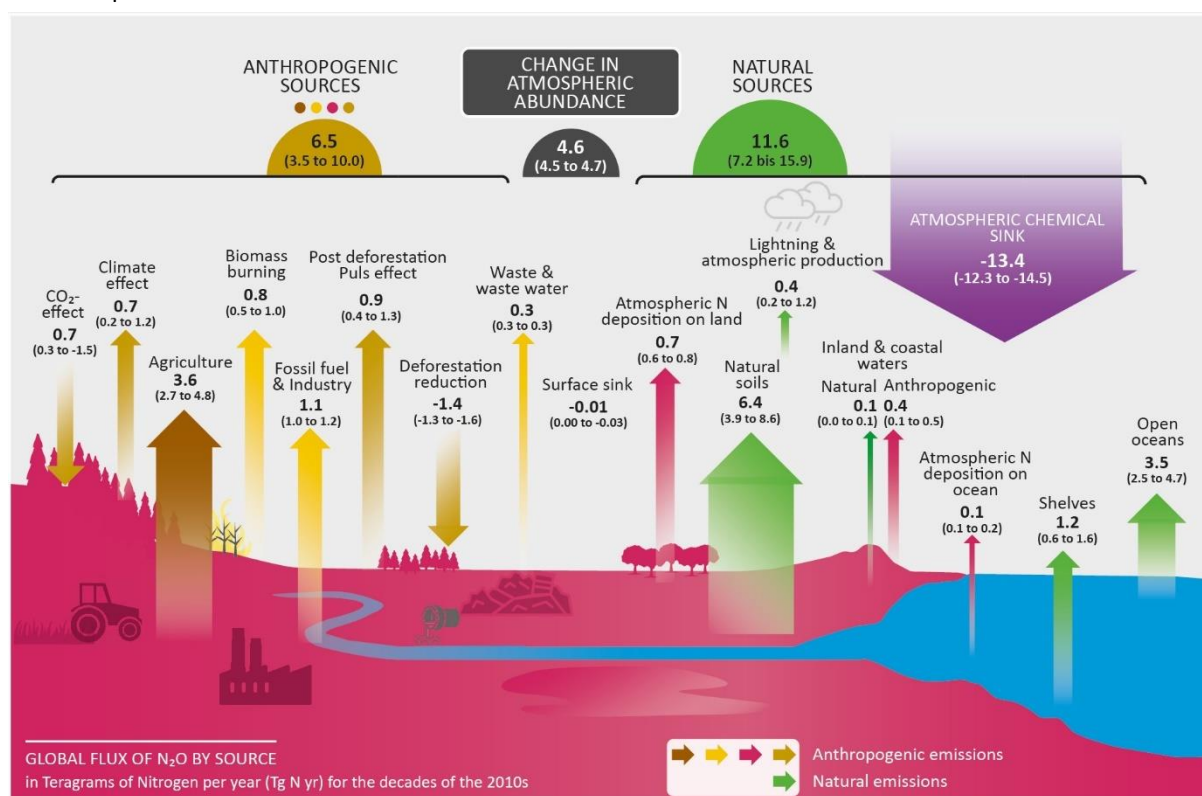 ANTHROPOGENIC
SOURCES
6.5
(3.5 to 10.0)
CHANGE IN
ATMOSPHERIC
ABUNDANCE
4.6
(4.5 to 4.7)
NATURAL
SOURCES
11.6
(7.2 bis 15.9)
ATMOSPHERIC CHEMICAL
SINK
-13.4
(-12.3 to -14.5)
CO₂-
effect
0.7
(0.3 to -1.5)
Climate
effect
0.7
(0.2 to 1.2)
Agriculture
3.6
(2.7 to 4.8)
Biomass
burning
0.8
(0.5 to 1.0)
Fossil fuel
& Industry
1.1
(1.0 to 1.2)
Post deforestation
Puls effect
0.9
(0.4 to 1.3)
Deforestation
reduction
-1.4
(-1.3 to -1.6)
Waste &
waste water
0.3
(0.3 to 0.3)
Surface sink
-0.01
(0.00 to -0.03)
Atmospheric N
deposition on land
0.7
(0.6 to 0.8)
Lightning &
atmospheric production
0.4
(0.2 to 1.2)
Natural
soils
6.4
(3.9 to 8.6)
Inland & coastal
waters
Natural
0.1
(0.0 to 0.1)
Anthropogenic
0.4
(0.1 to 0.5)
Atmospheric N
deposition on
ocean
0.1
(0.1 to 0.2)
Shelves
1.2
(0.6 to 1.6)
Open
oceans
3.5
(2.5 to 4.7)
GLOBAL FLUX OF N₂O BY SOURCE
in Teragrams of Nitrogen per year (Tg N yr) for the decades of the 2010s
Anthropogenic emissions
Natural emissions